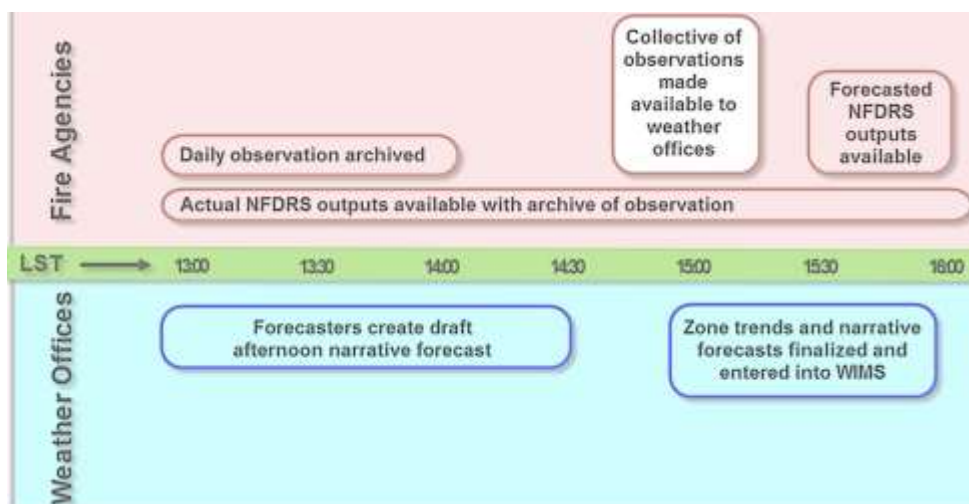 Fire Agencies
Collective of
observations
made
available to
weather
offices
Forecasted
NFDRS
outputs
available
Daily observation archived
Actual NFDRS outputs available with archive of observation
LST 13:00 13:30 14:00 14:30 15:00 15:30 16:00
Weather Offices
Forecasters create draft
afternoon narrative forecast
Zone trends and narrative
forecasts finalized and
entered into WIMS